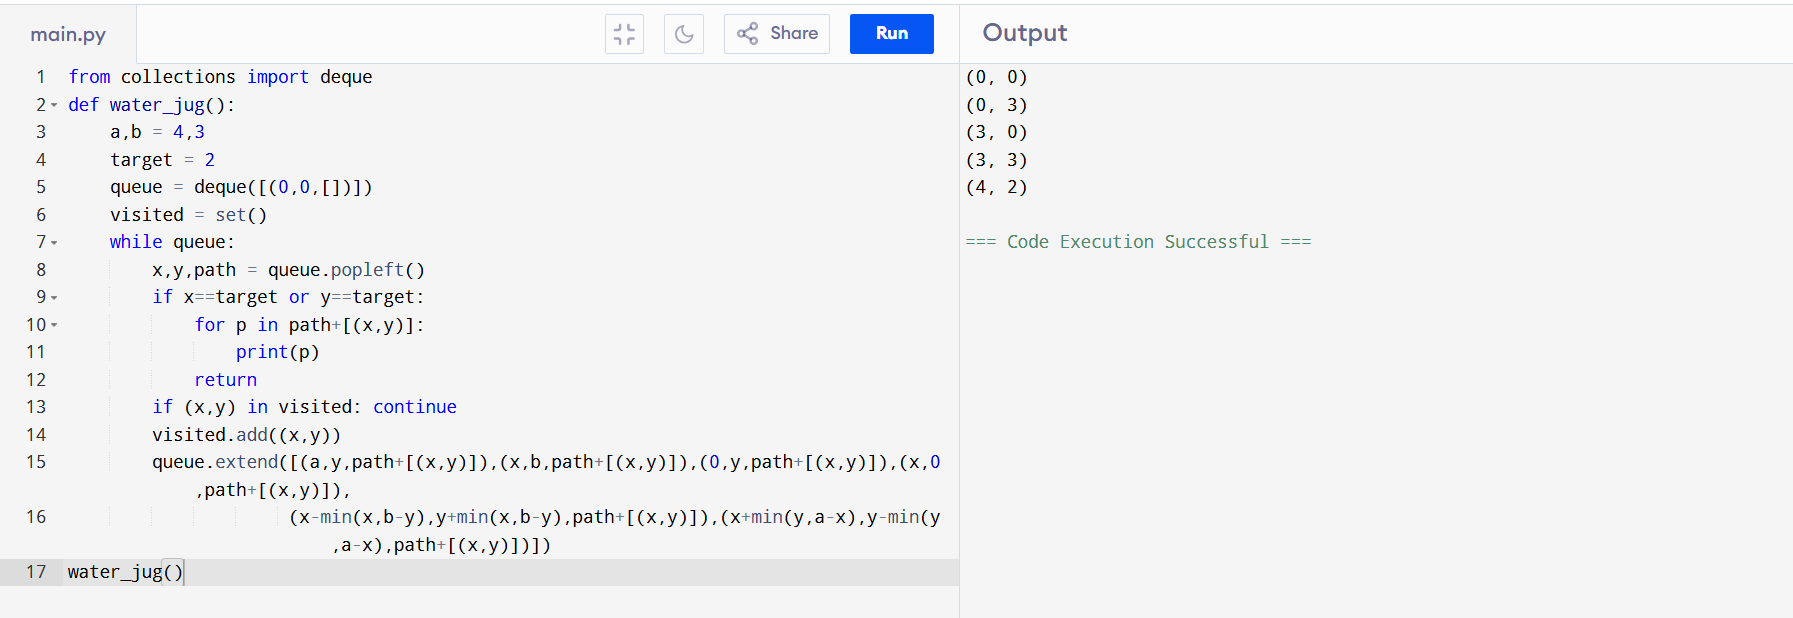 main.py
Share
Run
Output
1 from collections import deque
2 def water_jug():
3     a,b = 4,3
4     target = 2
5     queue = deque([(0,0,[])])
6     visited = set()
7     while queue:
8         x,y,path = queue.popleft()
9         if x==target or y==target:
10             for p in path+[(x,y)]:
11                 print(p)
12             return
13         if (x,y) in visited: continue
14         visited.add((x,y))
15         queue.extend([(a,y,path+[(x,y)]),(x,b,path+[(x,y)]),(0,y,path+[(x,y)]),(x,0
            ,path+[(x,y)]),
16                      (x-min(x,b-y),y+min(x,b-y),path+[(x,y)]),(x+min(y,a-x),y-min(y
                         ,a-x),path+[(x,y)])])
17 water_jug()
(0, 0)
(0, 3)
(3, 0)
(3, 3)
(4, 2)
=== Code Execution Successful ===